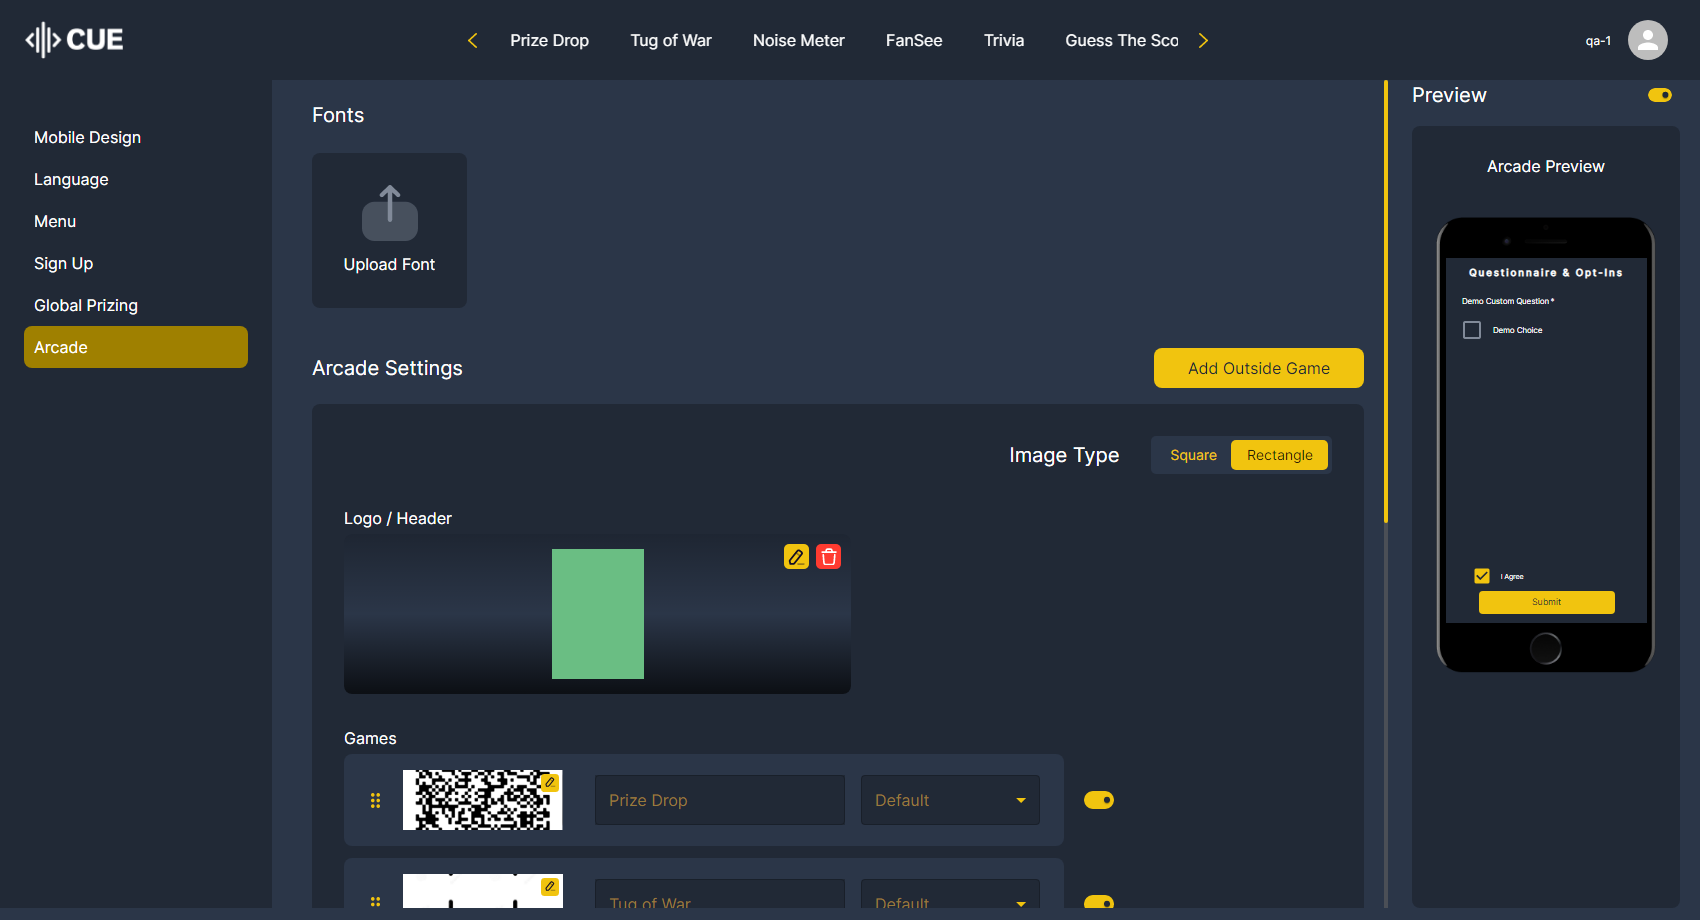 CUE
Prize Drop
Tug of War
Noise Meter
FanSee
Trivia
Guess The Sco
qa-1
Mobile Design
Language
Menu
Sign Up
Global Prizing
Arcade
Fonts
Upload Font
Arcade Settings
Add Outside Game
Image Type
Square
Rectangle
Logo / Header
Games
Prize Drop
Default
Tug of War
Default
Preview
Arcade Preview
Questionnaire & Opt-Ins
Demo Custom Question *
Demo Choice
I Agree
Submit